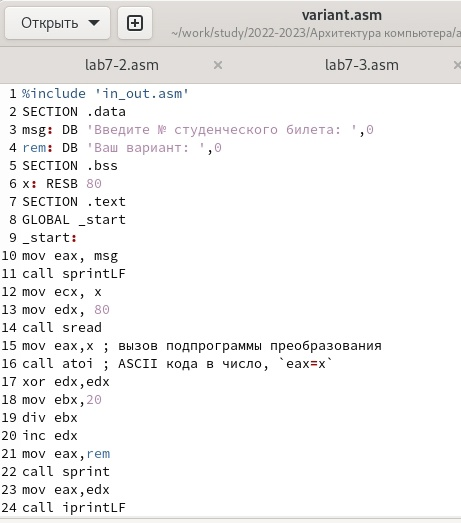 Открыть
variant.asm
~/work/study/2022-2023/Архитектура компьютера/a
lab7-2.asm × lab7-3.asm ×
1 %include 'in_out.asm'
2 SECTION .data
3 msg: DB 'Введите № студенческого билета: ',0
4 rem: DB 'Ваш вариант: ',0
5 SECTION .bss
6 x: RESB 80
7 SECTION .text
8 GLOBAL _start
9 _start:
10 mov eax, msg
11 call sprintLF
12 mov ecx, x
13 mov edx, 80
14 call sread
15 mov eax,x ; вызов подпрограммы преобразования
16 call atoi ; ASCII кода в число, `eax=x`
17 xor edx,edx
18 mov ebx,20
19 div ebx
20 inc edx
21 mov eax,rem
22 call sprint
23 mov eax,edx
24 call iprintLF